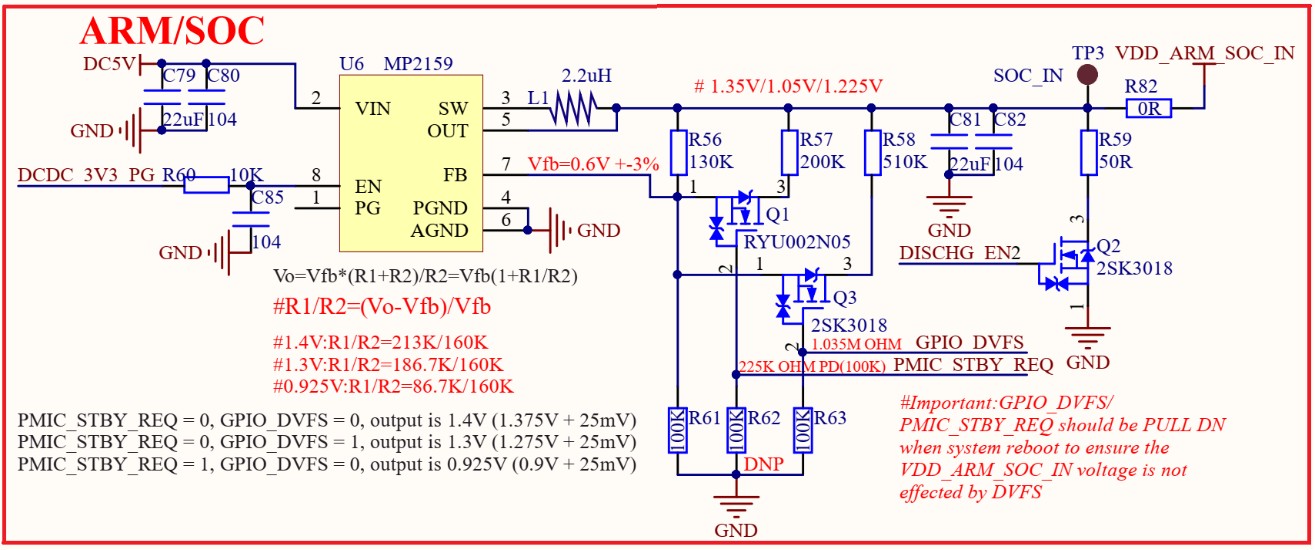 ARM/SOC
DC5V
C79 C80
22uF 104
GND
U6 MP2159
2 VIN
SW 3
OUT 5
FB 7
8 EN
1 PG
PGND 4
AGND 6
GND
L1 2.2uH
# 1.35V/1.05V/1.225V
TP3
SOC_IN
VDD_ARM_SOC_IN
R82
0R
DCDC_3V3_PG R60 10K
C85
104
GND
Vfb=0.6V +-3%
R56
130K
R57
200K
R58
510K
C81 C82
22uF 104
GND
R59
50R
1 3
Q1
RYU002N05
2
1 3
Q3
2SK3018
2
DISCHG_EN 2
3
Q2
2SK3018
1
GND
1.035M OHM GPIO_DVFS
225K OHM PD(100K) PMIC_STBY_REQ
R61
100K
R62
100K
R63
100K
DNP
GND
Vo=Vfb*(R1+R2)/R2=Vfb(1+R1/R2)
#R1/R2=(Vo-Vfb)/Vfb
#1.4V:R1/R2=213K/160K
#1.3V:R1/R2=186.7K/160K
#0.925V:R1/R2=86.7K/160K
PMIC_STBY_REQ = 0, GPIO_DVFS = 0, output is 1.4V (1.375V + 25mV)
PMIC_STBY_REQ = 0, GPIO_DVFS = 1, output is 1.3V (1.275V + 25mV)
PMIC_STBY_REQ = 1, GPIO_DVFS = 0, output is 0.925V (0.9V + 25mV)
#Important:GPIO_DVFS/
PMIC_STBY_REQ should be PULL DN
when system reboot to ensure the
VDD_ARM_SOC_IN voltage is not
effected by DVFS